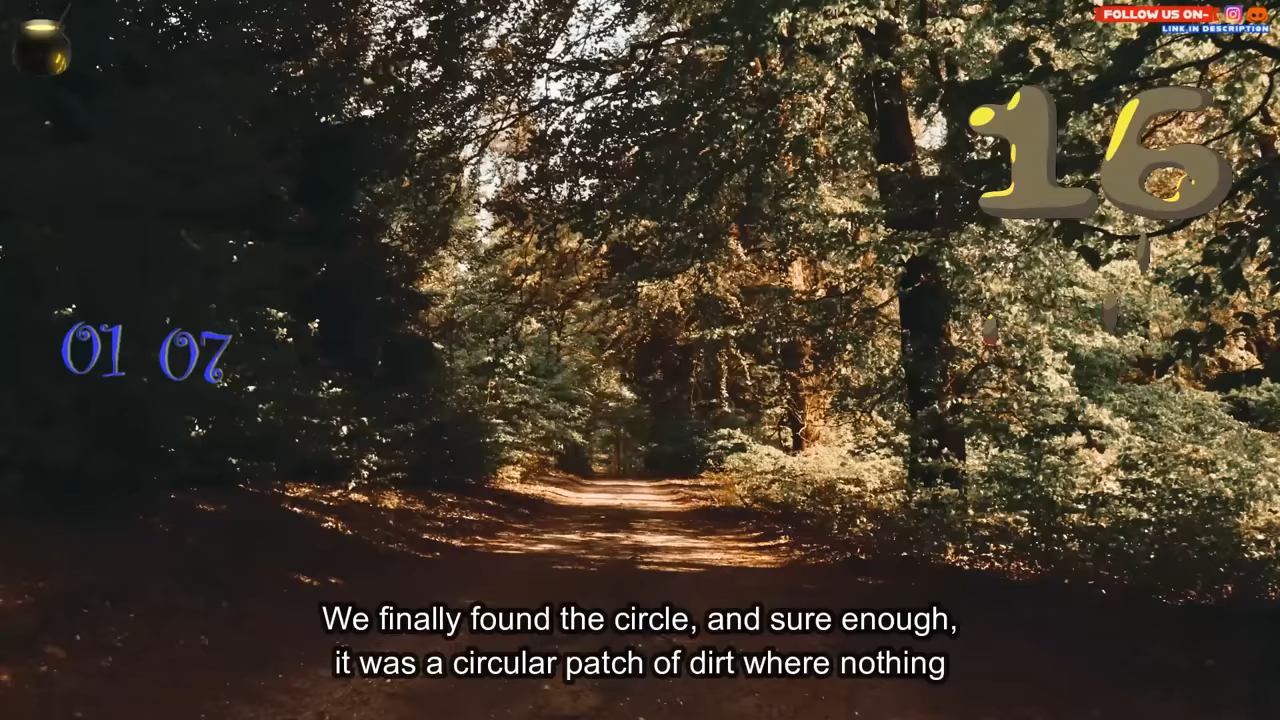 FOLLOW US ON-
LINK IN DESCRIPTION
16
01 07
We finally found the circle, and sure enough,
it was a circular patch of dirt where nothing